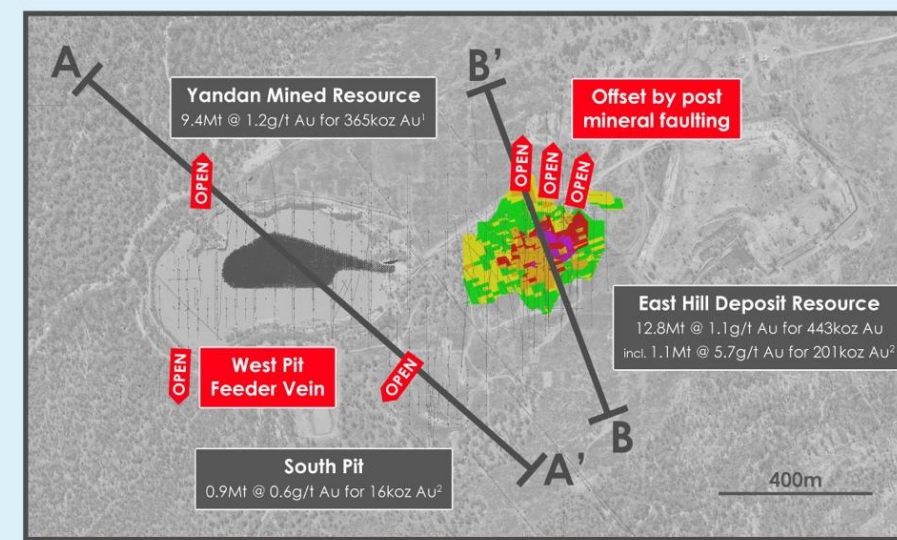 A
B'
Yandan Mined Resource
9.4Mt @ 1.2g/t Au for 365koz Au¹
Offset by post
mineral faulting
OPEN
OPEN
OPEN
OPEN
East Hill Deposit Resource
12.8Mt @ 1.1g/t Au for 443koz Au
incl. 1.1Mt @ 5.7g/t Au for 201koz Au²
OPEN
West Pit
Feeder Vein
OPEN
B
A'
South Pit
0.9Mt @ 0.6g/t Au for 16koz Au²
400m